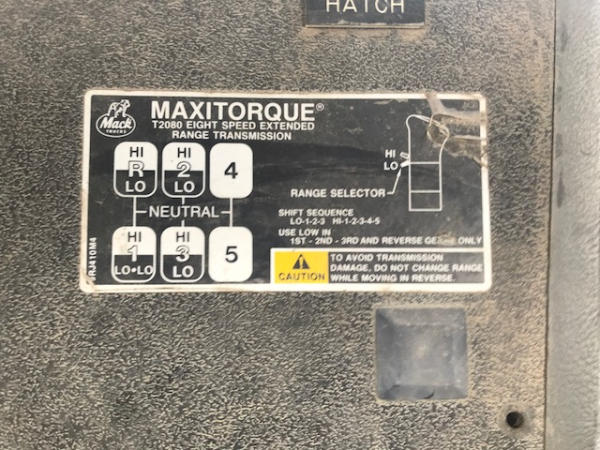 HATCH
Mack
TRUCKS
MAXITORQUE®
T2080 EIGHT SPEED EXTENDED
RANGE TRANSMISSION
HI HI
R 2 4
LO LO
NEUTRAL
HI HI
1 3 5
LO•LO LO
HI
LO
RANGE SELECTOR
SHIFT SEQUENCE
LO-1-2-3 HI-1-2-3-4-5
USE LOW IN
1ST - 2ND - 3RD AND REVERSE ONLY
CAUTION
TO AVOID TRANSMISSION
DAMAGE, DO NOT CHANGE RANGE
WHILE MOVING IN REVERSE.